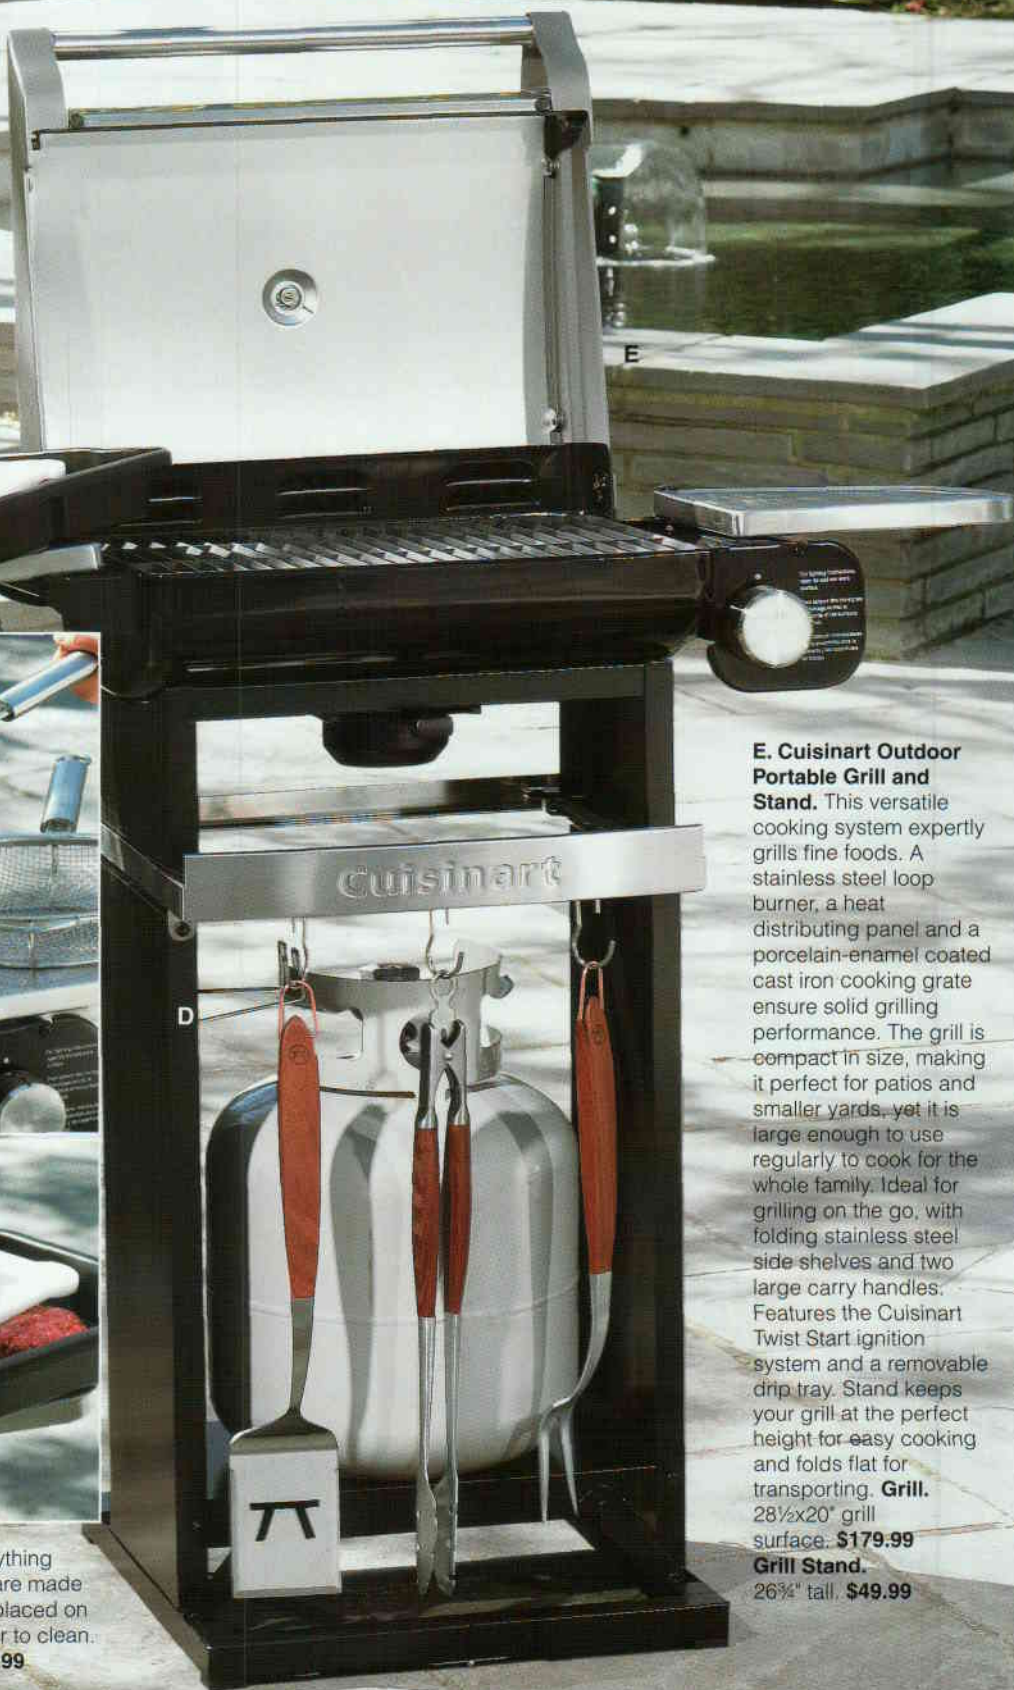 E
Cuisinart
D
E. Cuisinart Outdoor
Portable Grill and
Stand. This versatile
cooking system expertly
grills fine foods. A
stainless steel loop
burner, a heat
distributing panel and a
porcelain-enamel coated
cast iron cooking grate
ensure solid grilling
performance. The grill is
compact in size, making
it perfect for patios and
smaller yards, yet it is
large enough to use
regularly to cook for the
whole family. Ideal for
grilling on the go, with
folding stainless steel
side shelves and two
large carry handles.
Features the Cuisinart
Twist Start ignition
system and a removable
drip tray. Stand keeps
your grill at the perfect
height for easy cooking
and folds flat for
transporting. Grill.
28½x20" grill
surface. $179.99
Grill Stand.
26¾" tall. $49.99
ything
are made
placed on
r to clean.
99